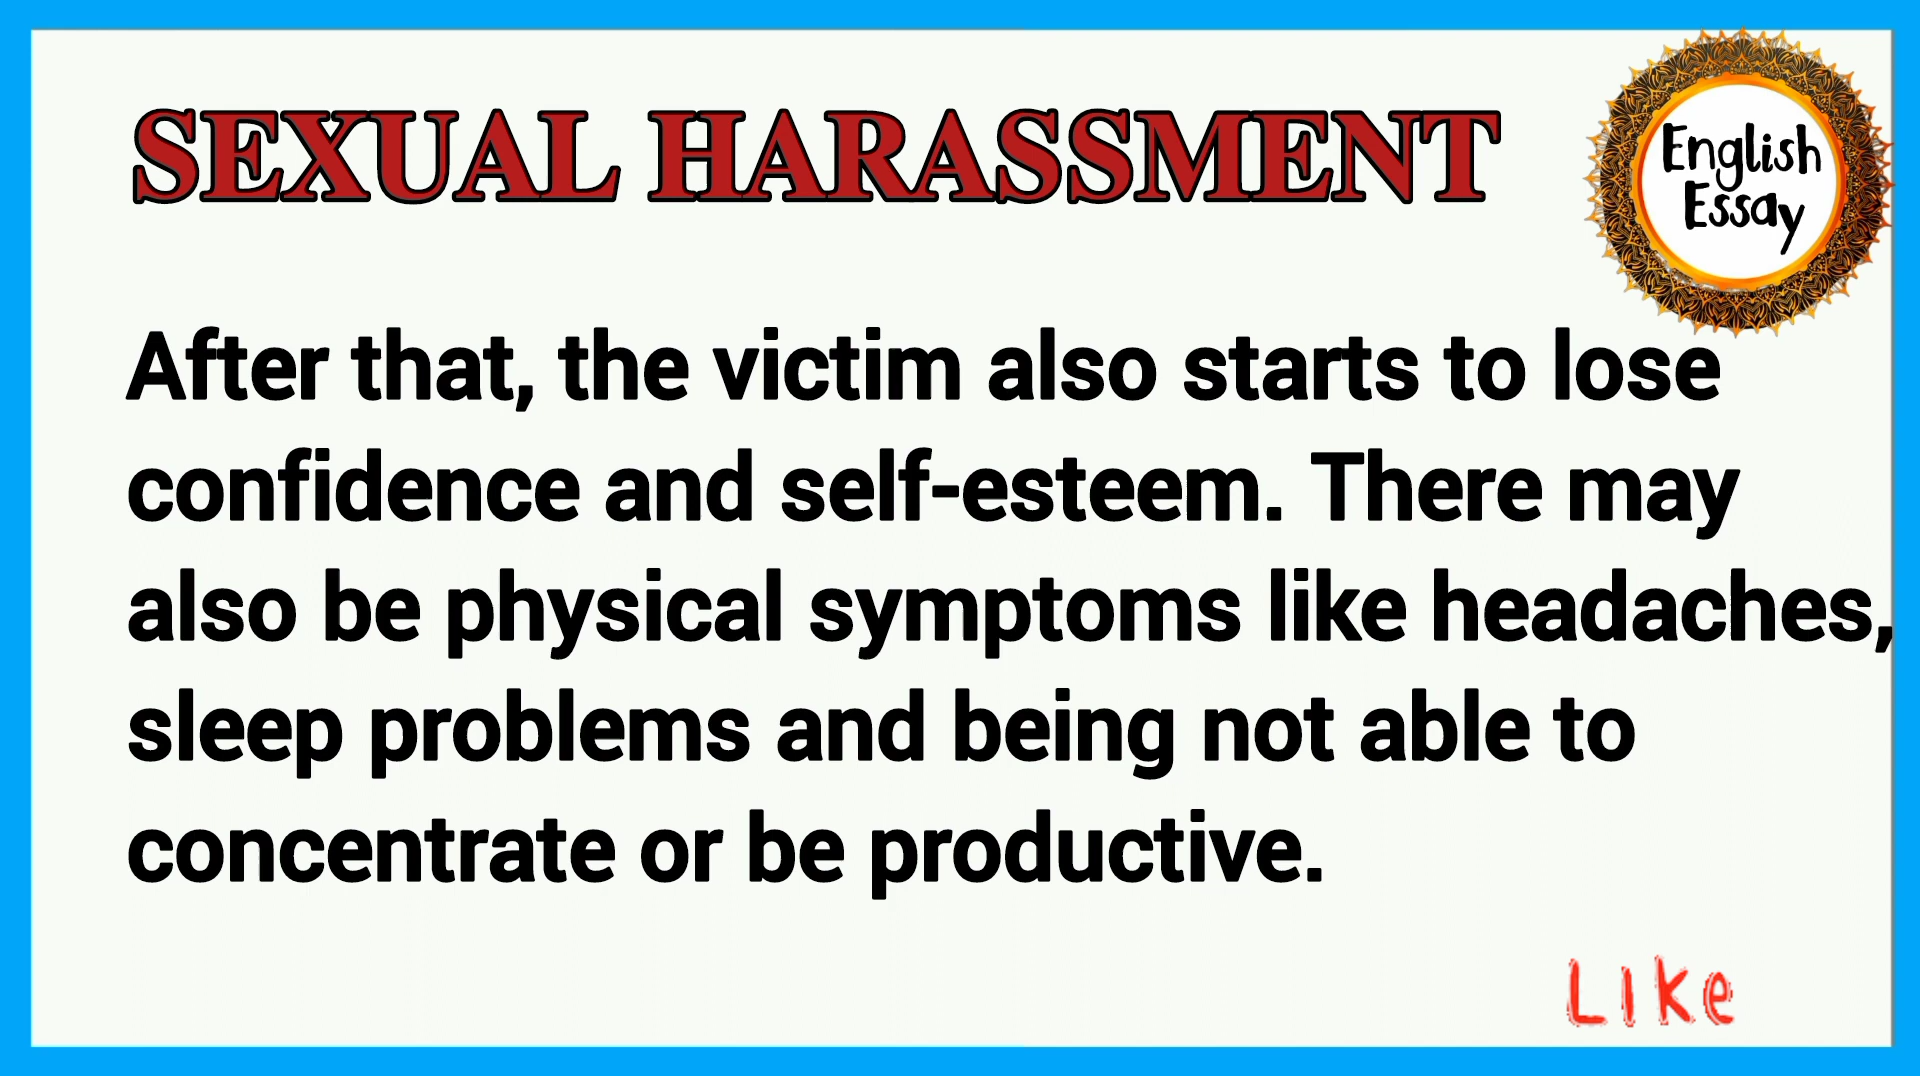 SEXUAL HARASSMENT
English
Essay
After that, the victim also starts to lose
confidence and self-esteem. There may
also be physical symptoms like headaches,
sleep problems and being not able to
concentrate or be productive.
LIKe